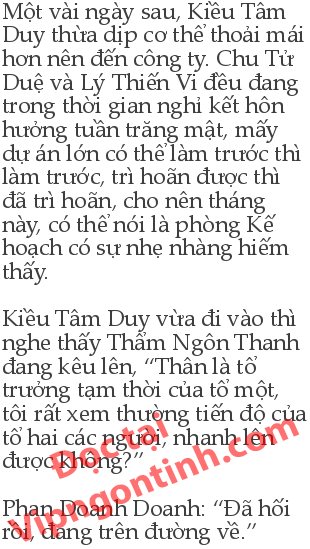 Một vài ngày sau, Kiều Tâm
Duy thừa dịp cơ thể thoải mái
hơn nên đến công ty. Chu Tử
Duệ và Lý Thiến Vi đều đang
trong thời gian nghỉ kết hôn
hưởng tuần trăng mật, mấy
dự án lớn có thể làm trước thì
làm trước, trì hoãn được thì
đã trì hoãn, cho nên tháng
này, có thể nói là phòng Kế
hoạch có sự nhẹ nhàng hiếm
thấy.
Kiều Tâm Duy vừa đi vào thì
nghe thấy Thẩm Ngôn Thanh
đang kêu lên, “Thân là tổ
trưởng tạm thời của tổ một,
tôi rất xem thường tiến độ của
tổ hai các người, nhanh lên
được không?”
Phan Doanh Doanh: “Đã hối
rồi, đang trên đường về.”
Đọc tại
Vipngontinh.com